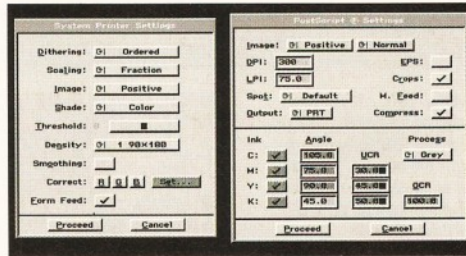 System Printer Settings
Dithering: Ordered
Scaling: Fraction
Image: Positive
Shade: Color
Threshold: 8
Density: 1 90x180
Smoothing:
Correct: R G B Set...
Form Feed:
Proceed Cancel
PostScript ® Settings
Image: Positive Normal
DPI: 300 EPS:
LPI: 75.0 Crops:
Spot: Default W. Feed:
Output: PRT Compress:
Ink Angle Process
C: 105.0 UCR Grey
M: 75.0 30.0
Y: 90.0 45.0 GCR
K: 45.0 50.0 100.0
Proceed Cancel